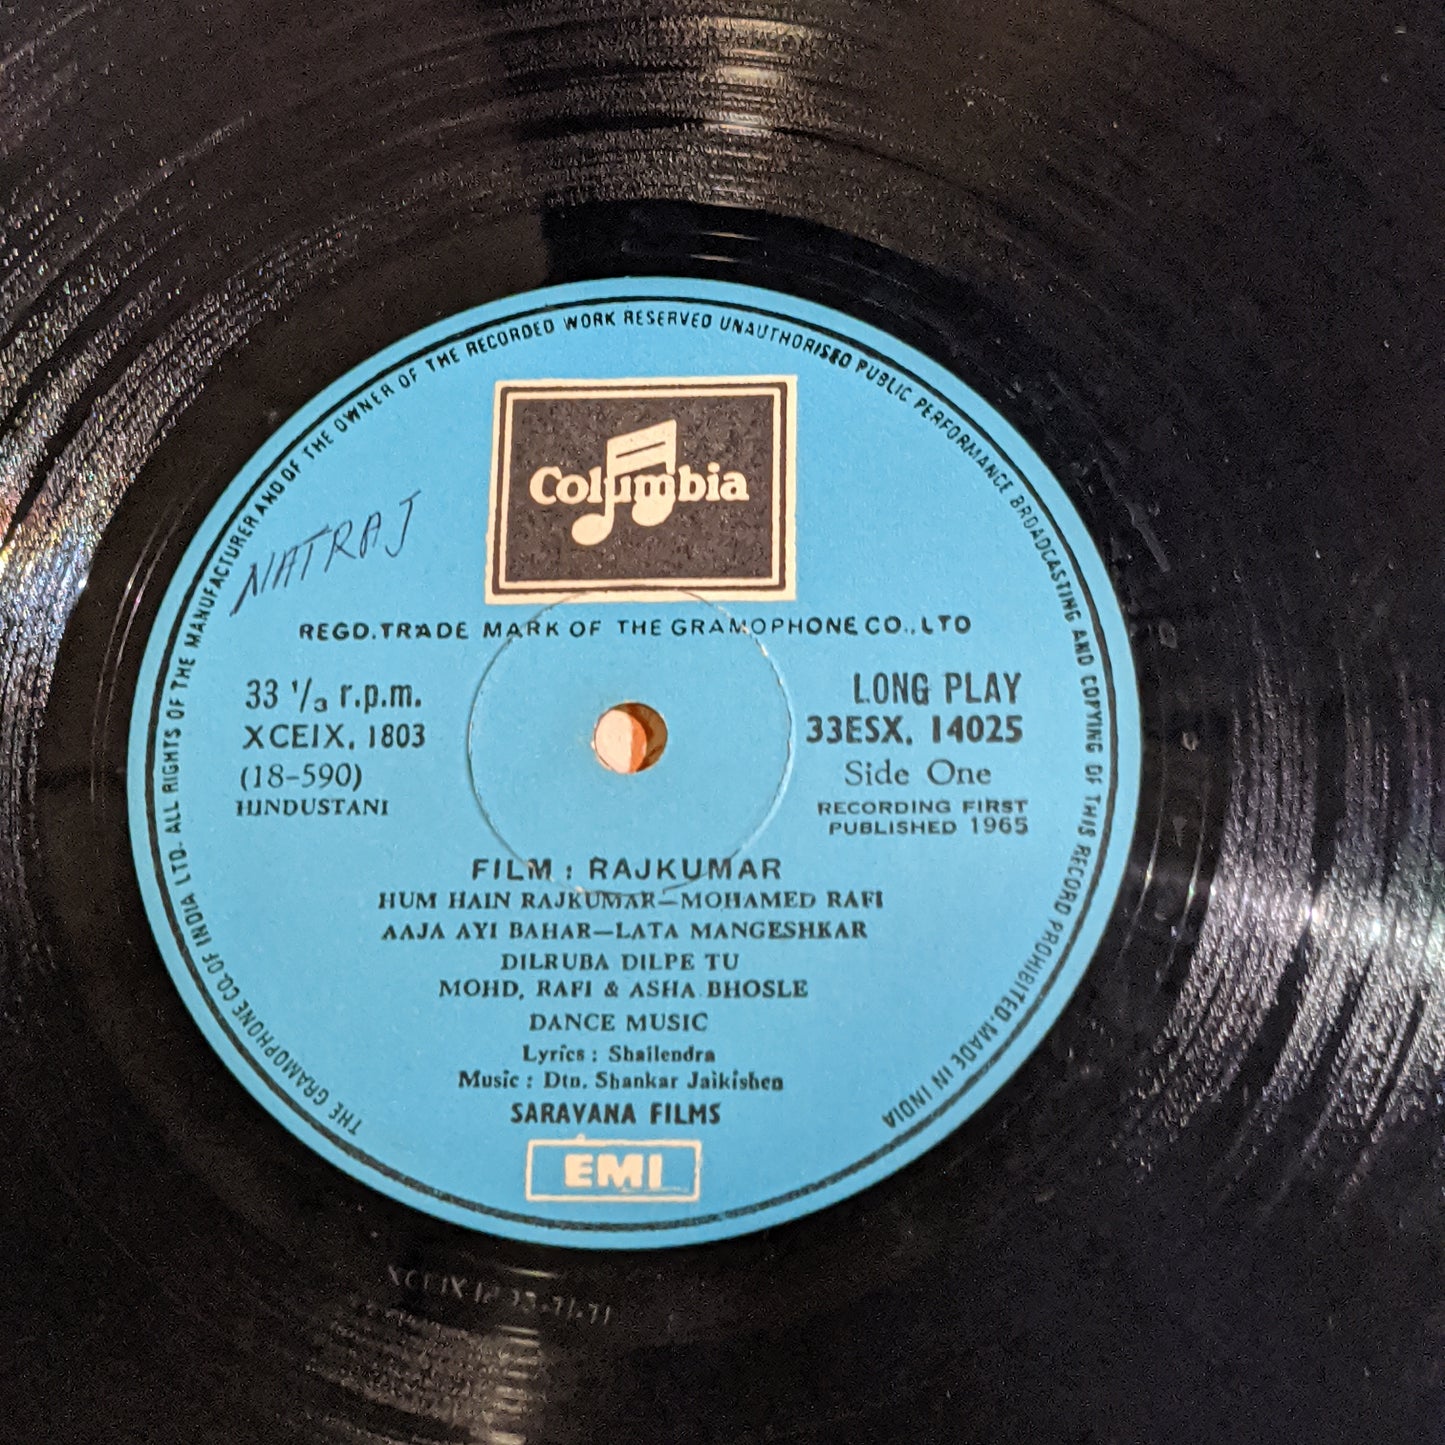 THE GRAMOPHONE CO. OF INDIA LTD. ALL RIGHTS OF THE MANUFACTURER AND OF THE OWNER OF THE RECORDED WORK RESERVED UNAUTHORISED PUBLIC PERFORMANCE BROADCASTING AND COPYING OF THIS RECORD PROHIBITED. MADE IN INDIA
Columbia
NATRAJ
REGD. TRADE MARK OF THE GRAMOPHONE CO., LTD
33 1/3 r.p.m.
XCEIX. 1803
(18-590)
HINDUSTANI
LONG PLAY
33ESX. 14025
Side One
RECORDING FIRST
PUBLISHED 1965
FILM : RAJKUMAR
HUM HAIN RAJKUMAR—MOHAMED RAFI
AAJA AYI BAHAR—LATA MANGESHKAR
DILRUBA DILPE TU
MOHD. RAFI & ASHA BHOSLE
DANCE MUSIC
Lyrics : Shailendra
Music : Dtn. Shankar Jaikishen
SARAVANA FILMS
EMI